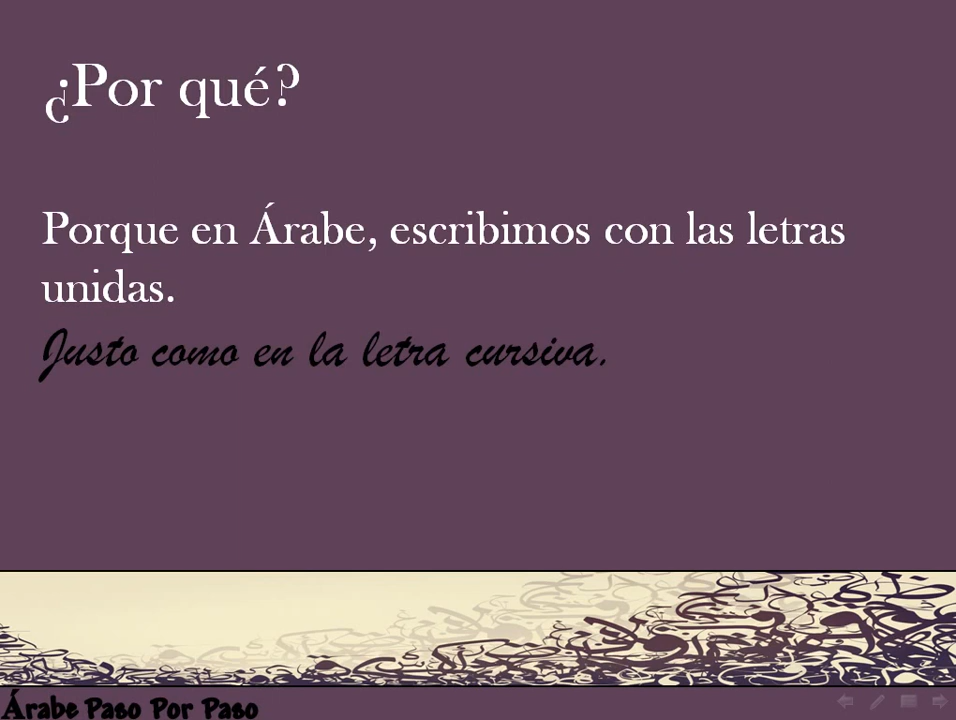 ¿Por qué?
Porque en Árabe, escribimos con las letras
unidas.
Justo como en la letra cursiva.
Árabe Paso Por Paso